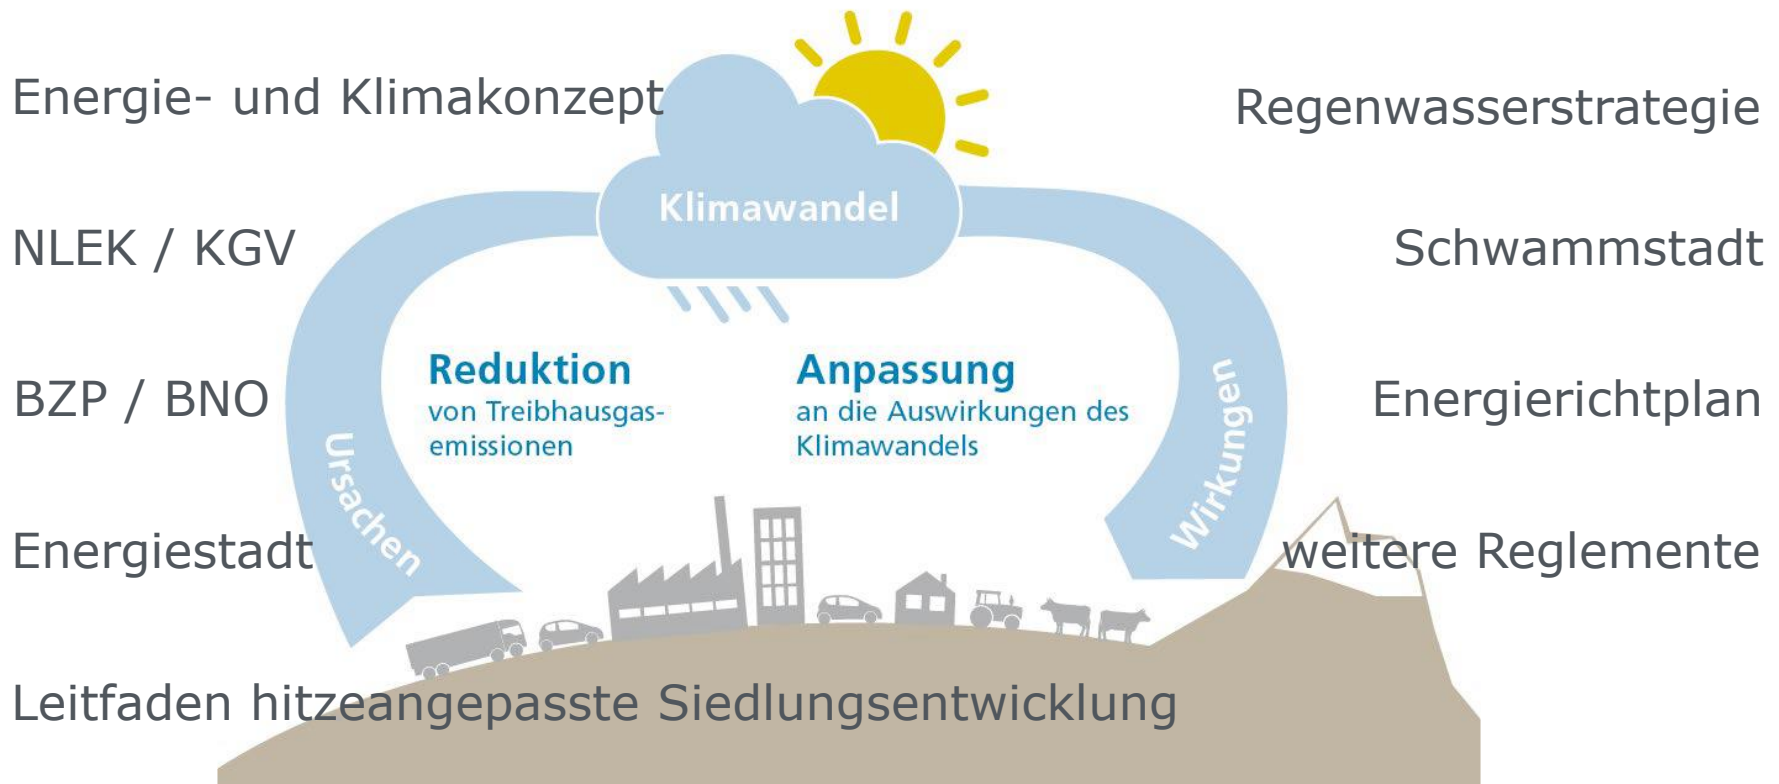 Energie- und Klimakonzept
Regenwasserstrategie
Klimawandel
NLEK / KGV
Schwammstadt
Reduktion
von Treibhausgas-
emissionen
Anpassung
an die Auswirkungen des
Klimawandels
BZP / BNO
Energierichtplan
Ursachen
Wirkungen
Energiestadt
weitere Reglemente
Leitfaden hitzeangepasste Siedlungsentwicklung